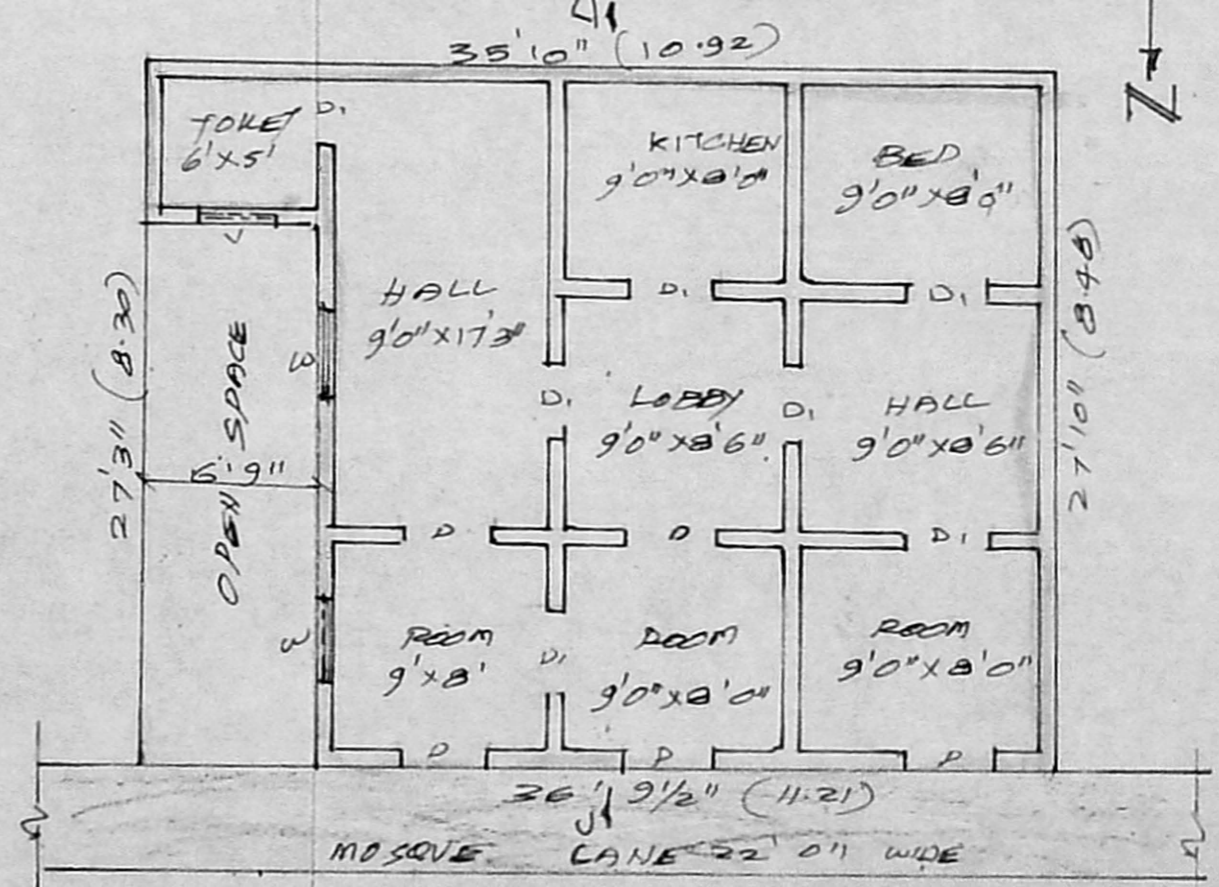 35'10" (10.92)
N
TOILET
6'X5'
D1
KITCHEN
9'0"X8'0"
BED
9'0"X8'0"
HALL
9'0"X17'3"
D1
D1
V
W
OPEN SPACE
6'9"
27'3" (8.30)
27'10" (8.48)
D1
LOBBY
9'0"X8'6"
D1
HALL
9'0"X8'6"
D
D
D1
W
ROOM
9'X8'
D1
ROOM
9'0"X8'0"
ROOM
9'0"X8'0"
D
D
D
36' 9 1/2" (11.21)
MOSQUE LANE 22' 0" WIDE